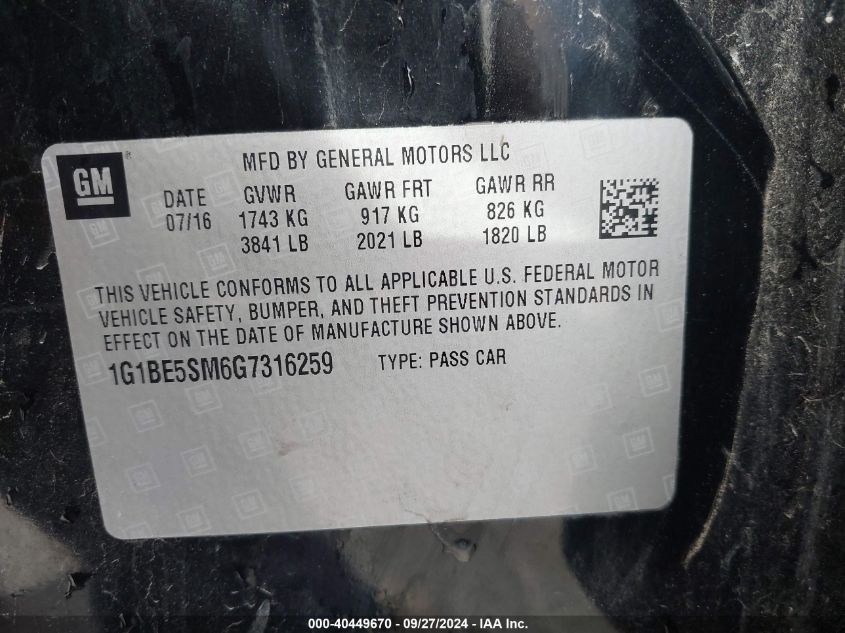 GM
MFD BY GENERAL MOTORS LLC
DATE GVWR GAWR FRT GAWR RR
07/16 1743 KG 917 KG 826 KG
3841 LB 2021 LB 1820 LB
THIS VEHICLE CONFORMS TO ALL APPLICABLE U.S. FEDERAL MOTOR
VEHICLE SAFETY, BUMPER, AND THEFT PREVENTION STANDARDS IN
EFFECT ON THE DATE OF MANUFACTURE SHOWN ABOVE.
1G1BE5SM6G7316259 TYPE: PASS CAR
000-40449670 - 09/27/2024 - IAA Inc.